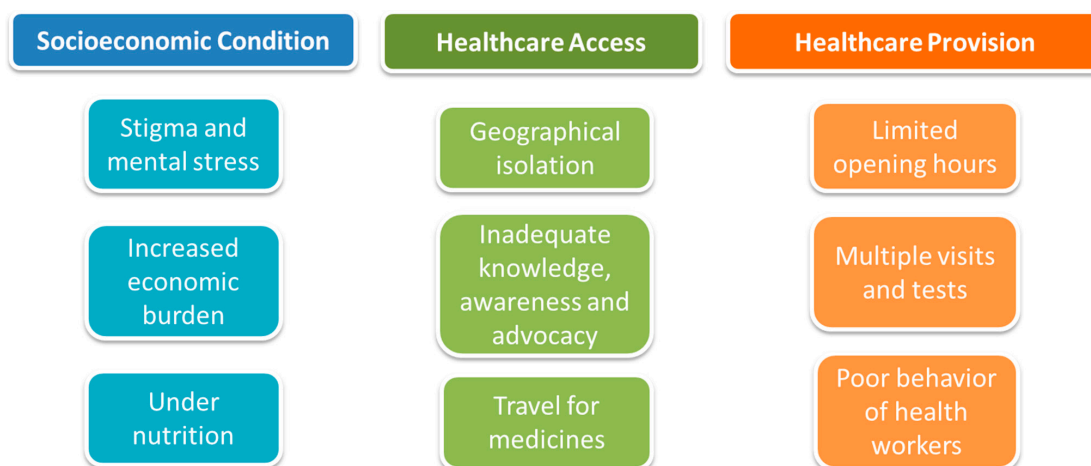 Socioeconomic Condition
Stigma and
mental stress
Increased
economic
burden
Under
nutrition
Healthcare Access
Geographical
isolation
Inadequate
knowledge,
awareness and
advocacy
Travel for
medicines
Healthcare Provision
Limited
opening hours
Multiple visits
and tests
Poor behavior
of health
workers